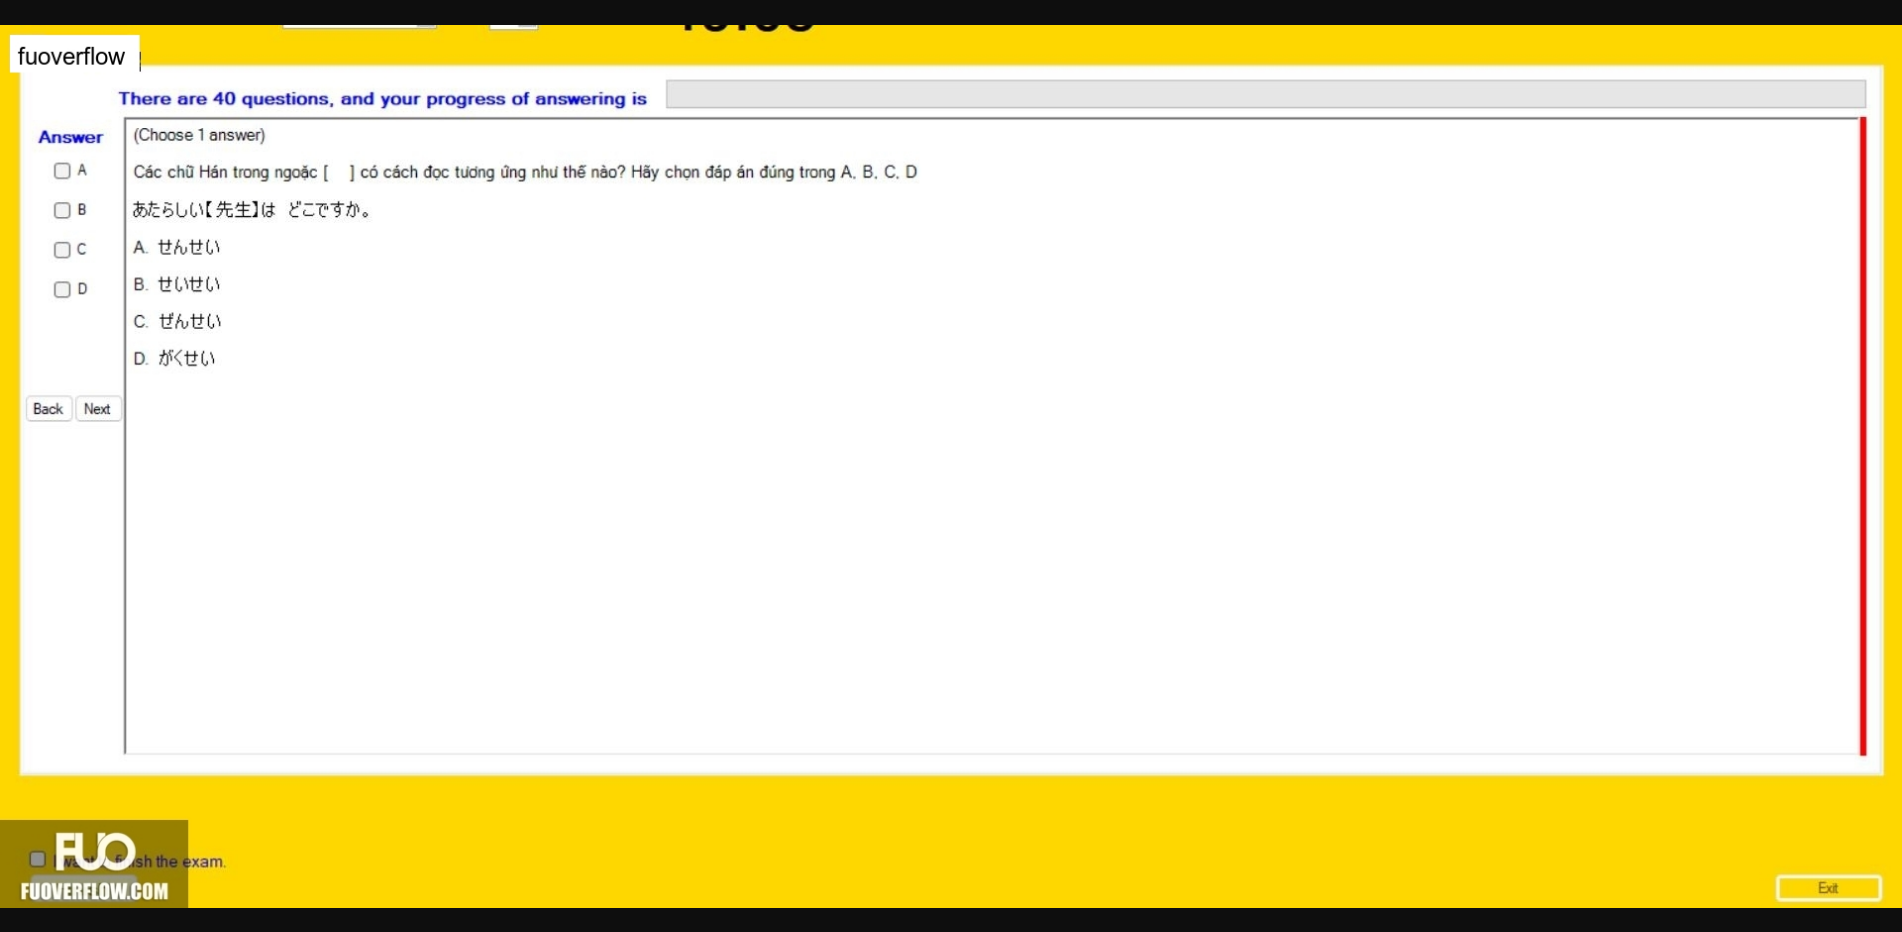 fuoverflow
There are 40 questions, and your progress of answering is
Answer
(Choose 1 answer)
A
Các chữ Hán trong ngoặc [ ] có cách đọc tương ứng như thế nào? Hãy chọn đáp án đúng trong A, B, C, D
B
あたらしい【先生】は どこですか。
C
A. せんせい
D
B. せいせい
C. ぜんせい
D. がくせい
Back Next
FUO
finish the exam.
FUOVERFLOW.COM
Exit